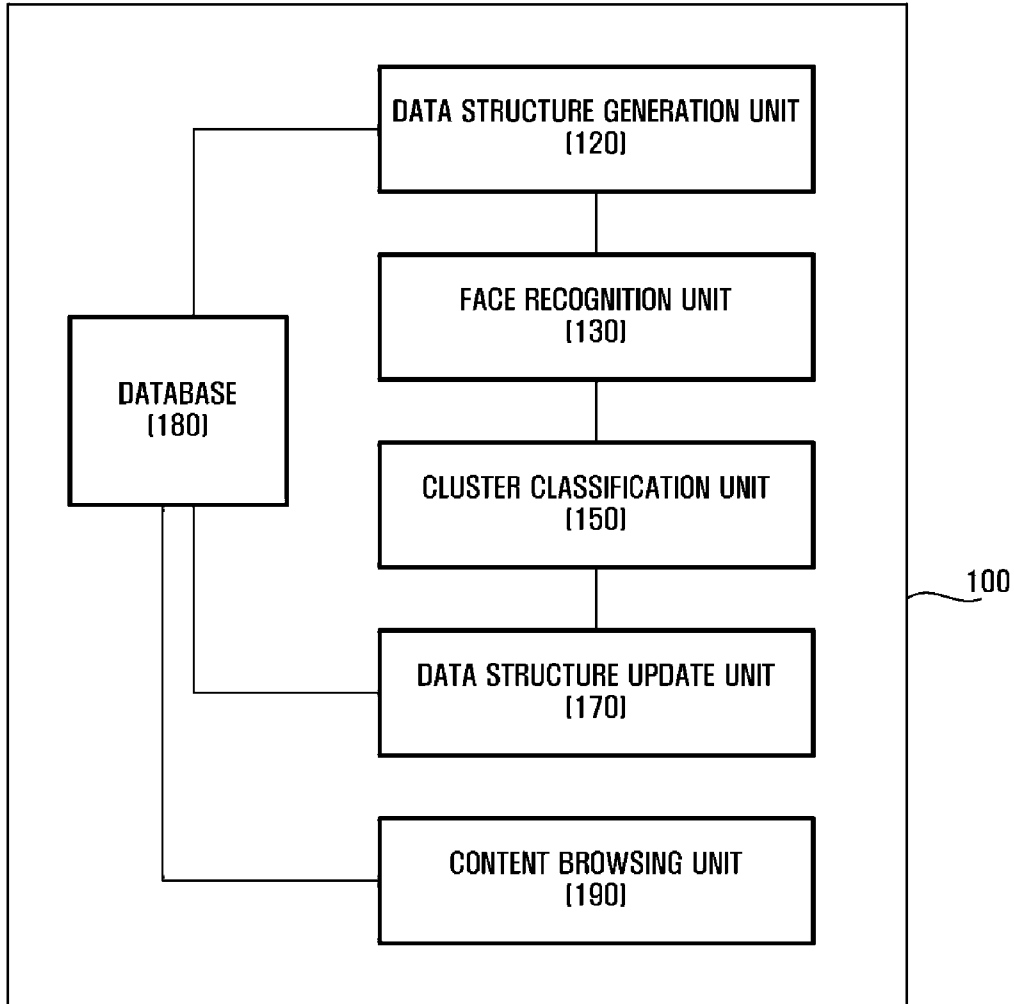 DATA STRUCTURE GENERATION UNIT
[120]
FACE RECOGNITION UNIT
[130]
DATABASE
[180]
CLUSTER CLASSIFICATION UNIT
[150]
100
DATA STRUCTURE UPDATE UNIT
[170]
CONTENT BROWSING UNIT
[190]